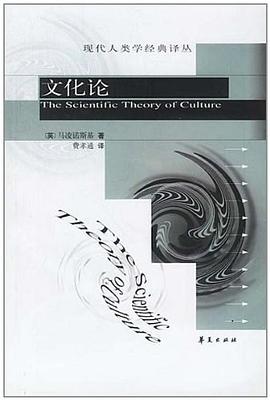 现代人类学经典译丛
文化论
The Scientific Theory of Culture
(英) 马凌诺斯基 著
费孝通 译
The Scientific
Theory of Culture
华夏出版社